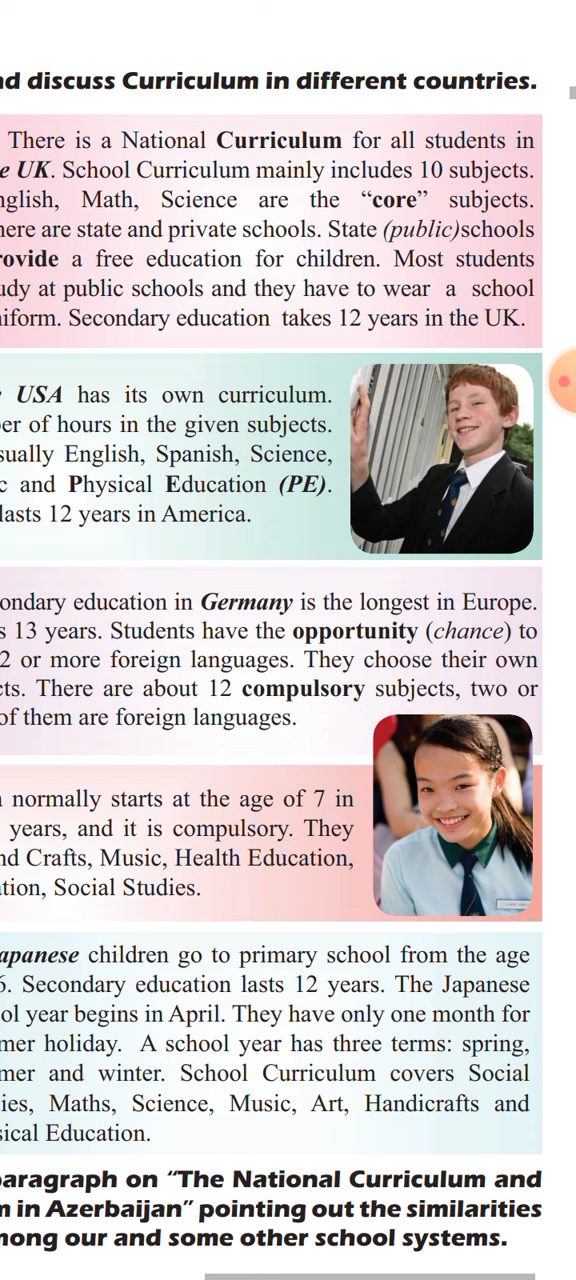 nd discuss Curriculum in different countries.
There is a National Curriculum for all students in
e UK. School Curriculum mainly includes 10 subjects.
nglish, Math, Science are the “core” subjects.
here are state and private schools. State (public)schools
rovide a free education for children. Most students
udy at public schools and they have to wear a school
niform. Secondary education takes 12 years in the UK.
USA has its own curriculum.
er of hours in the given subjects.
sually English, Spanish, Science,
c and Physical Education (PE).
lasts 12 years in America.
ondary education in Germany is the longest in Europe.
s 13 years. Students have the opportunity (chance) to
2 or more foreign languages. They choose their own
cts. There are about 12 compulsory subjects, two or
of them are foreign languages.
n normally starts at the age of 7 in
years, and it is compulsory. They
nd Crafts, Music, Health Education,
ation, Social Studies.
apanese children go to primary school from the age
6. Secondary education lasts 12 years. The Japanese
ol year begins in April. They have only one month for
mer holiday. A school year has three terms: spring,
mer and winter. School Curriculum covers Social
ies, Maths, Science, Music, Art, Handicrafts and
sical Education.
paragraph on “The National Curriculum and
m in Azerbaijan” pointing out the similarities
mong our and some other school systems.